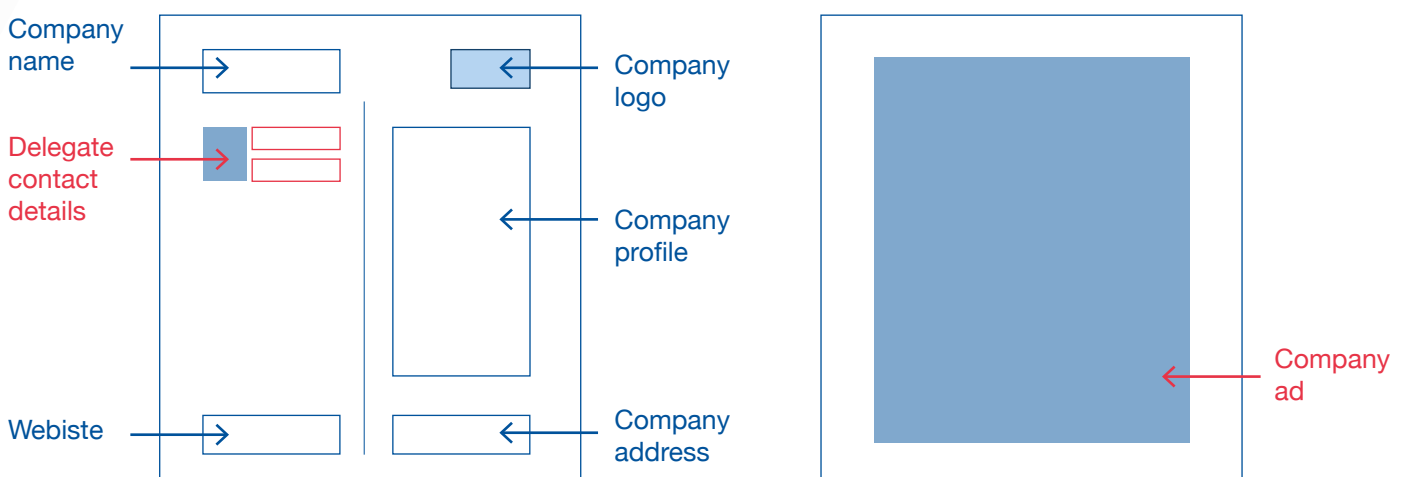 Company
name
Company
logo
Delegate
contact
details
Company
profile
Webiste
Company
address
Company
ad